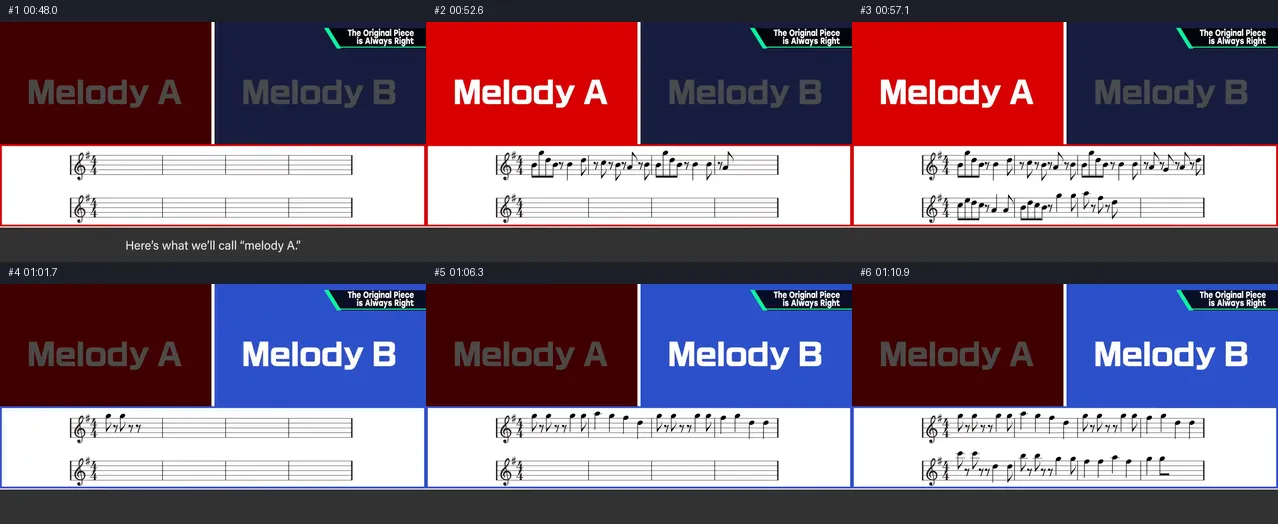 #1 00:48.0
The Original Piece
is Always Right
Melody A
Melody B
Here's what we'll call “melody A.”
#2 00:52.6
The Original Piece
is Always Right
Melody A
Melody B
#3 00:57.1
The Original Piece
is Always Right
Melody A
Melody B
#4 01:01.7
The Original Piece
is Always Right
Melody A
Melody B
#5 01:06.3
The Original Piece
is Always Right
Melody A
Melody B
#6 01:10.9
The Original Piece
is Always Right
Melody A
Melody B